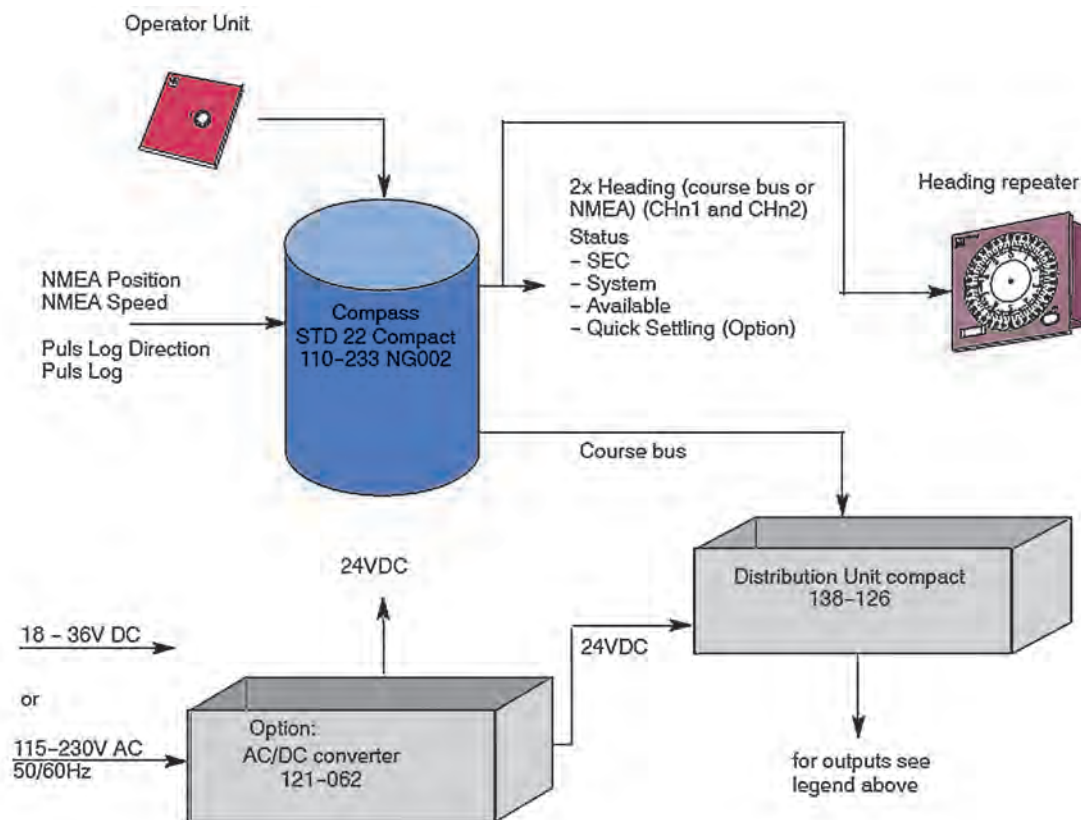 Operator Unit
2x Heading (course bus or
NMEA) (CHn1 and CHn2)
Status
– SEC
– System
– Available
– Quick Settling (Option)
Heading repeater
NMEA Position
NMEA Speed
Puls Log Direction
Puls Log
Compass
STD 22 Compact
110–233 NG002
Course bus
24VDC
Distribution Unit compact
138–126
18 – 36V DC
or
115–230V AC
50/60Hz
Option:
AC/DC converter
121–062
24VDC
for outputs see
legend above